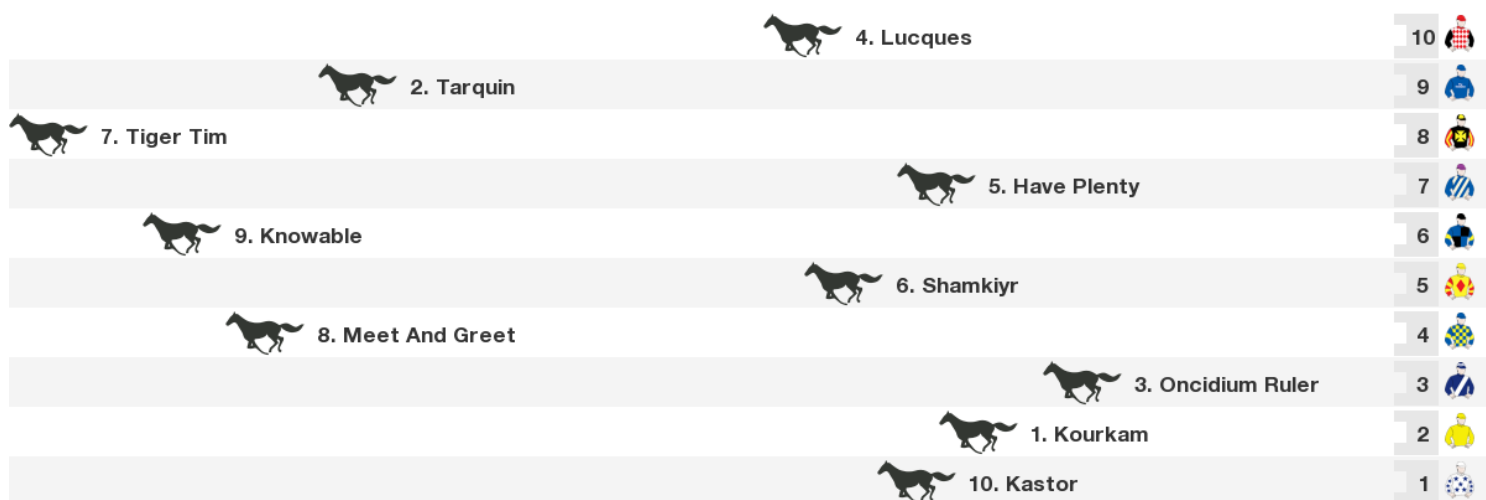 4. Lucques 10
2. Tarquin 9
7. Tiger Tim 8
5. Have Plenty 7
9. Knowable 6
6. Shamkiyr 5
8. Meet And Greet 4
3. Oncidium Ruler 3
1. Kourkam 2
10. Kastor 1